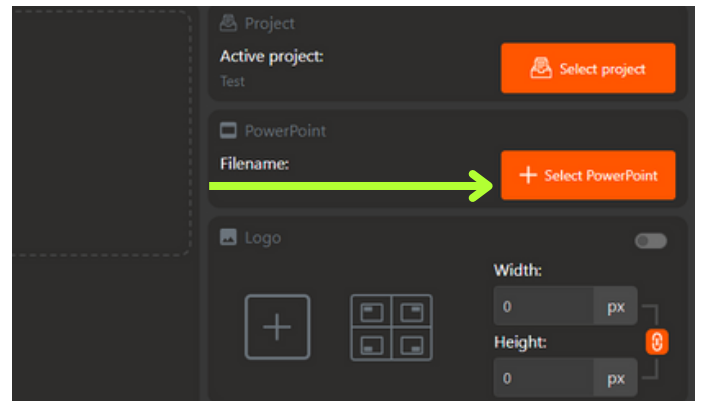 Project
Active project:
Test
Select project
PowerPoint
Filename:
Select PowerPoint
Logo
Width:
0 px
Height:
0 px